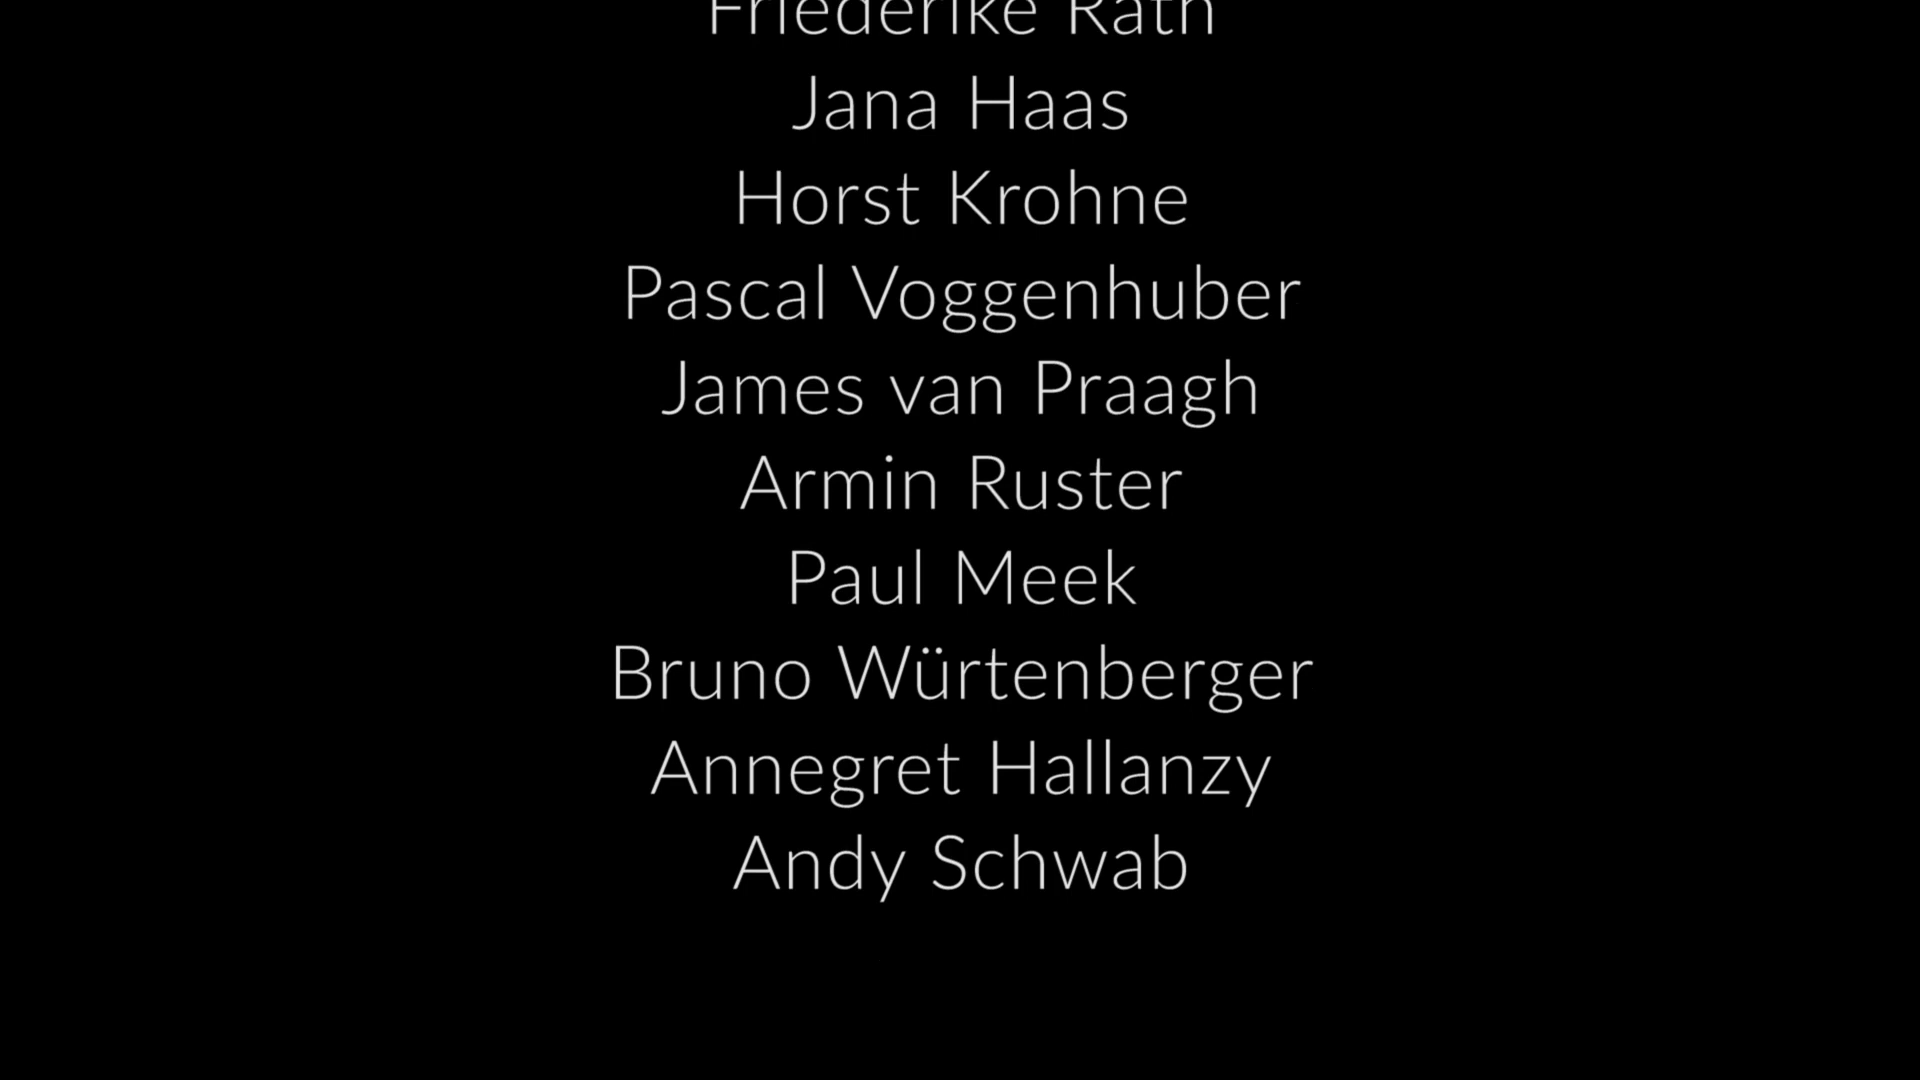 Friederike Rath
Jana Haas
Horst Krohne
Pascal Voggenhuber
James van Praagh
Armin Ruster
Paul Meek
Bruno Würtenberger
Annegret Hallanzy
Andy Schwab